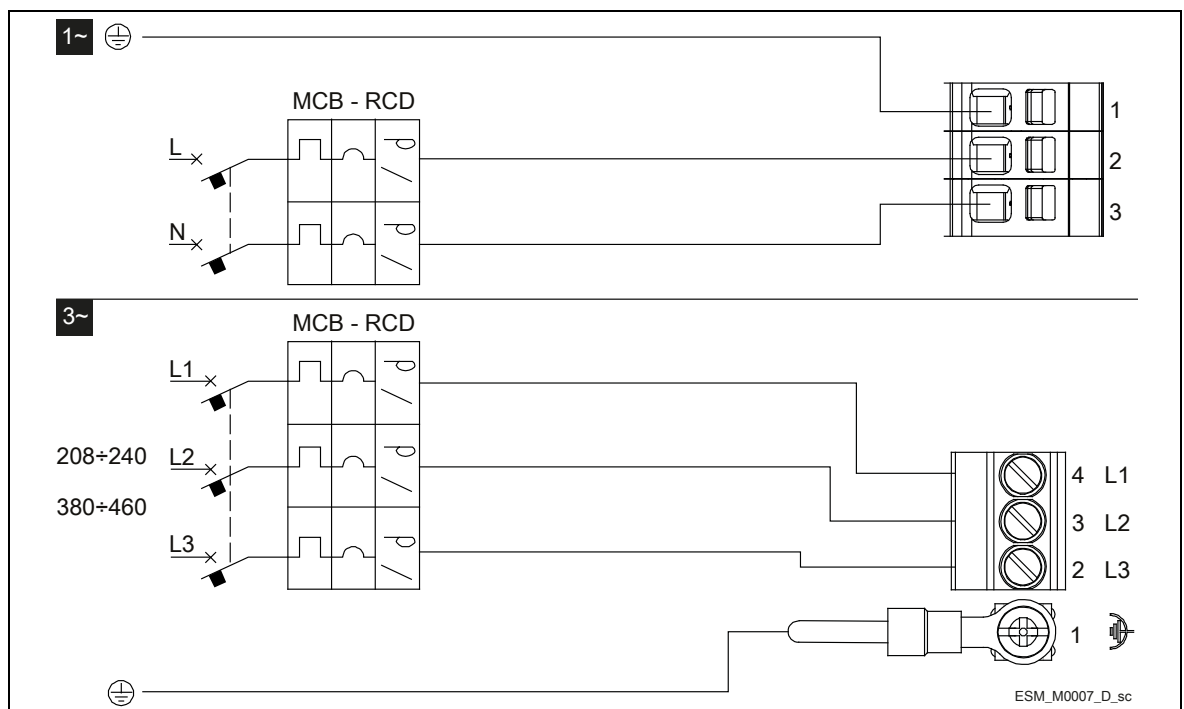 1~
MCB - RCD
L
N
1
2
3
3~
MCB - RCD
L1
208÷240 L2
380÷460
L3
4 L1
3 L2
2 L3
1
ESM_M0007_D_sc